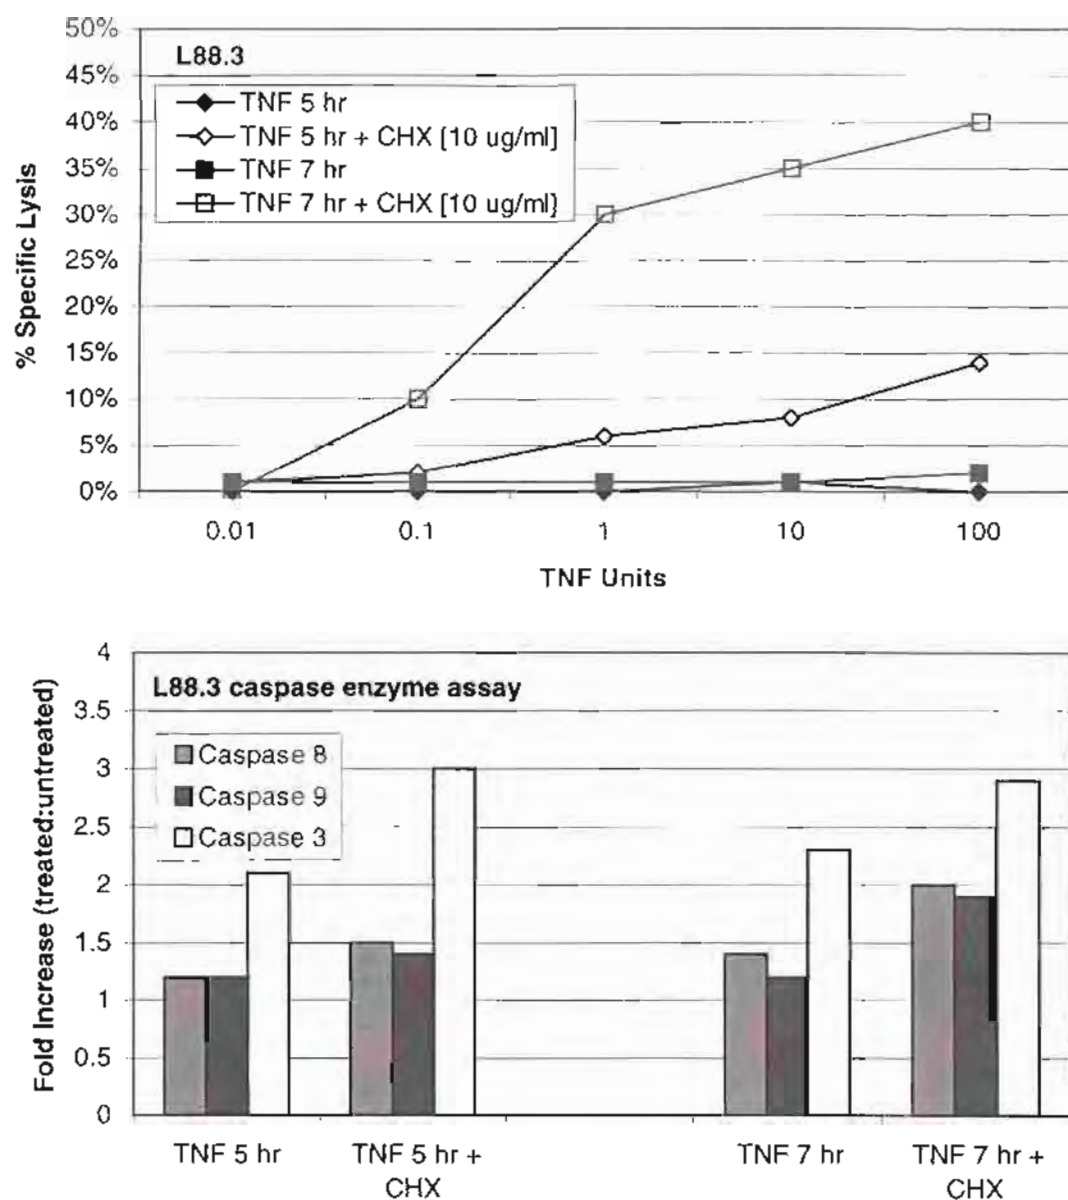 50%
L88.3
45%
TNF 5 hr
40%
TNF 5 hr + CHX [10 ug/ml]
35%
TNF 7 hr
30%
TNF 7 hr + CHX [10 ug/ml]
25%
20%
15%
10%
5%
0%
% Specific Lysis
0.01 0.1 1 10 100
TNF Units
4
L88.3 caspase enzyme assay
3.5
Caspase 8
3
Caspase 9
2.5
Caspase 3
2
1.5
1
0.5
0
Fold Increase (treated:untreated)
TNF 5 hr TNF 5 hr + TNF 7 hr TNF 7 hr +
CHX CHX